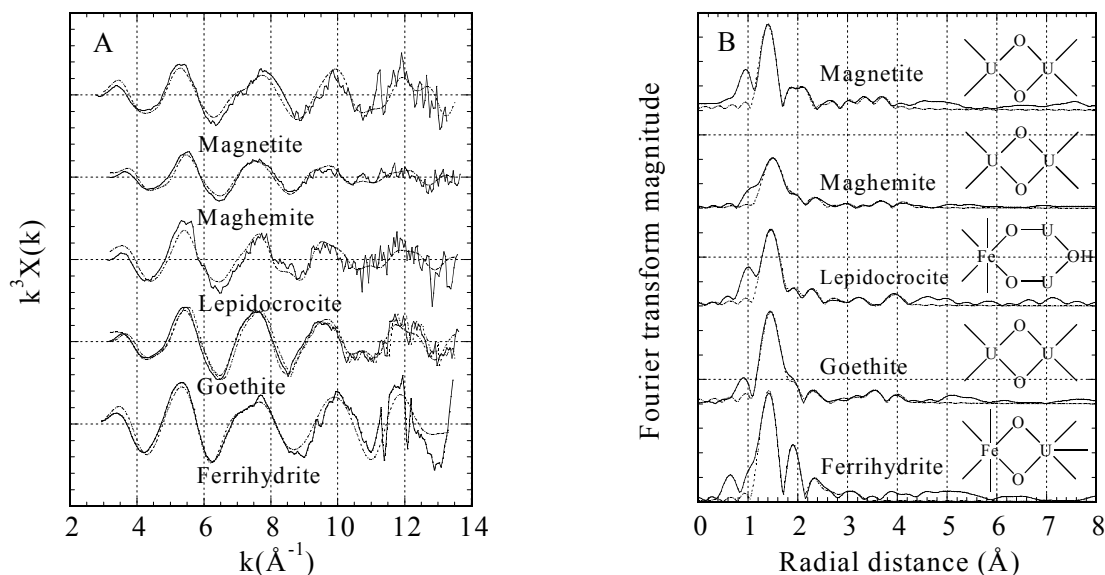 A
k³X(k)
Magnetite
Maghemite
Lepidocrocite
Goethite
Ferrihydrite
2 4 6 8 10 12 14
k(Å⁻¹)
B
Fourier transform magnitude
Magnetite
O
U U
O
Maghemite
O
U U
O
Lepidocrocite
O U
Fe OH
O U
Goethite
O
U U
O
Ferrihydrite
O
Fe U
O
0 1 2 3 4 5 6 7 8
Radial distance (Å)